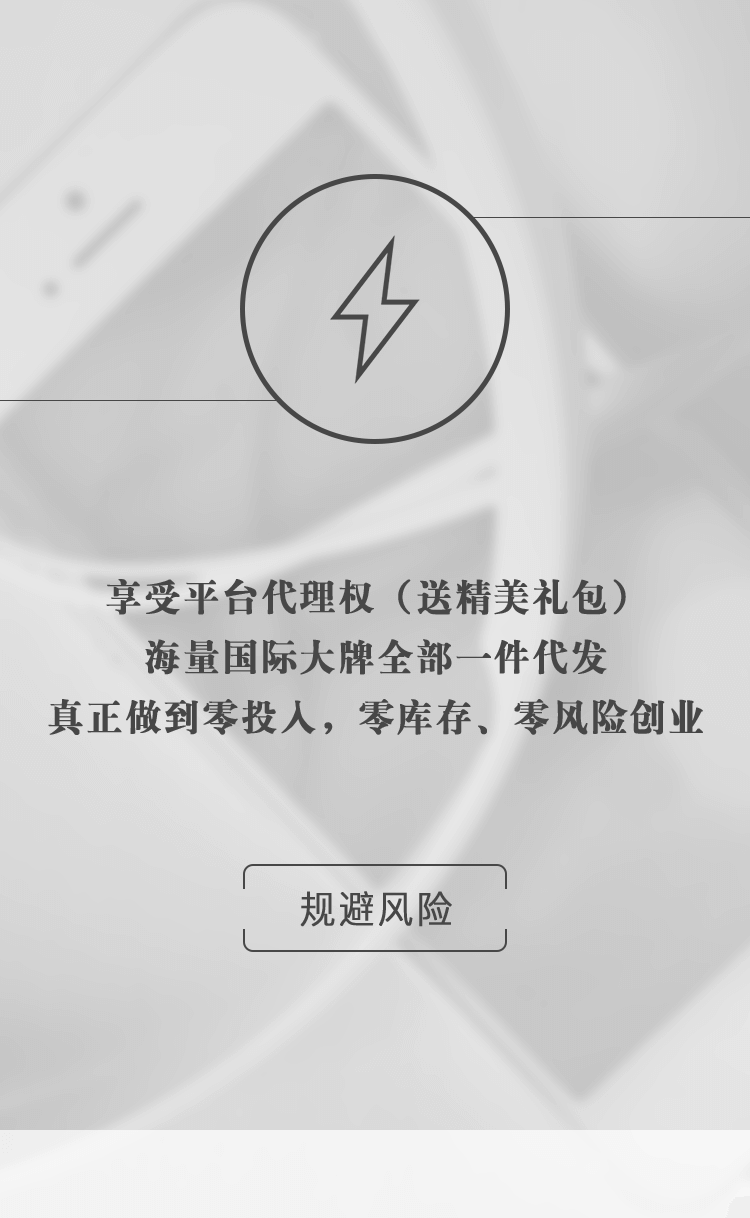 享受平台代理权（送精美礼包）
海量国际大牌全部一件代发
真正做到零投入，零库存、零风险创业
规避风险